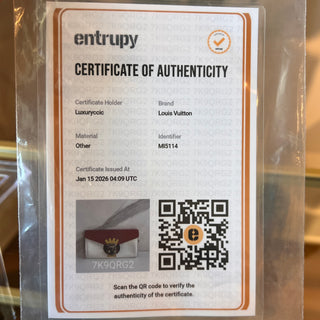 entrupy
CERTIFICATE OF AUTHENTICITY
Certificate Holder
Luxuryccic
Brand
Louis Vuitton
Material
Other
Identifier
MI5114
Certificate Issued At
Jan 15 2026 04:09 UTC
7K9QRG2
e
Scan the QR code to verify the
authenticity of the certificate.